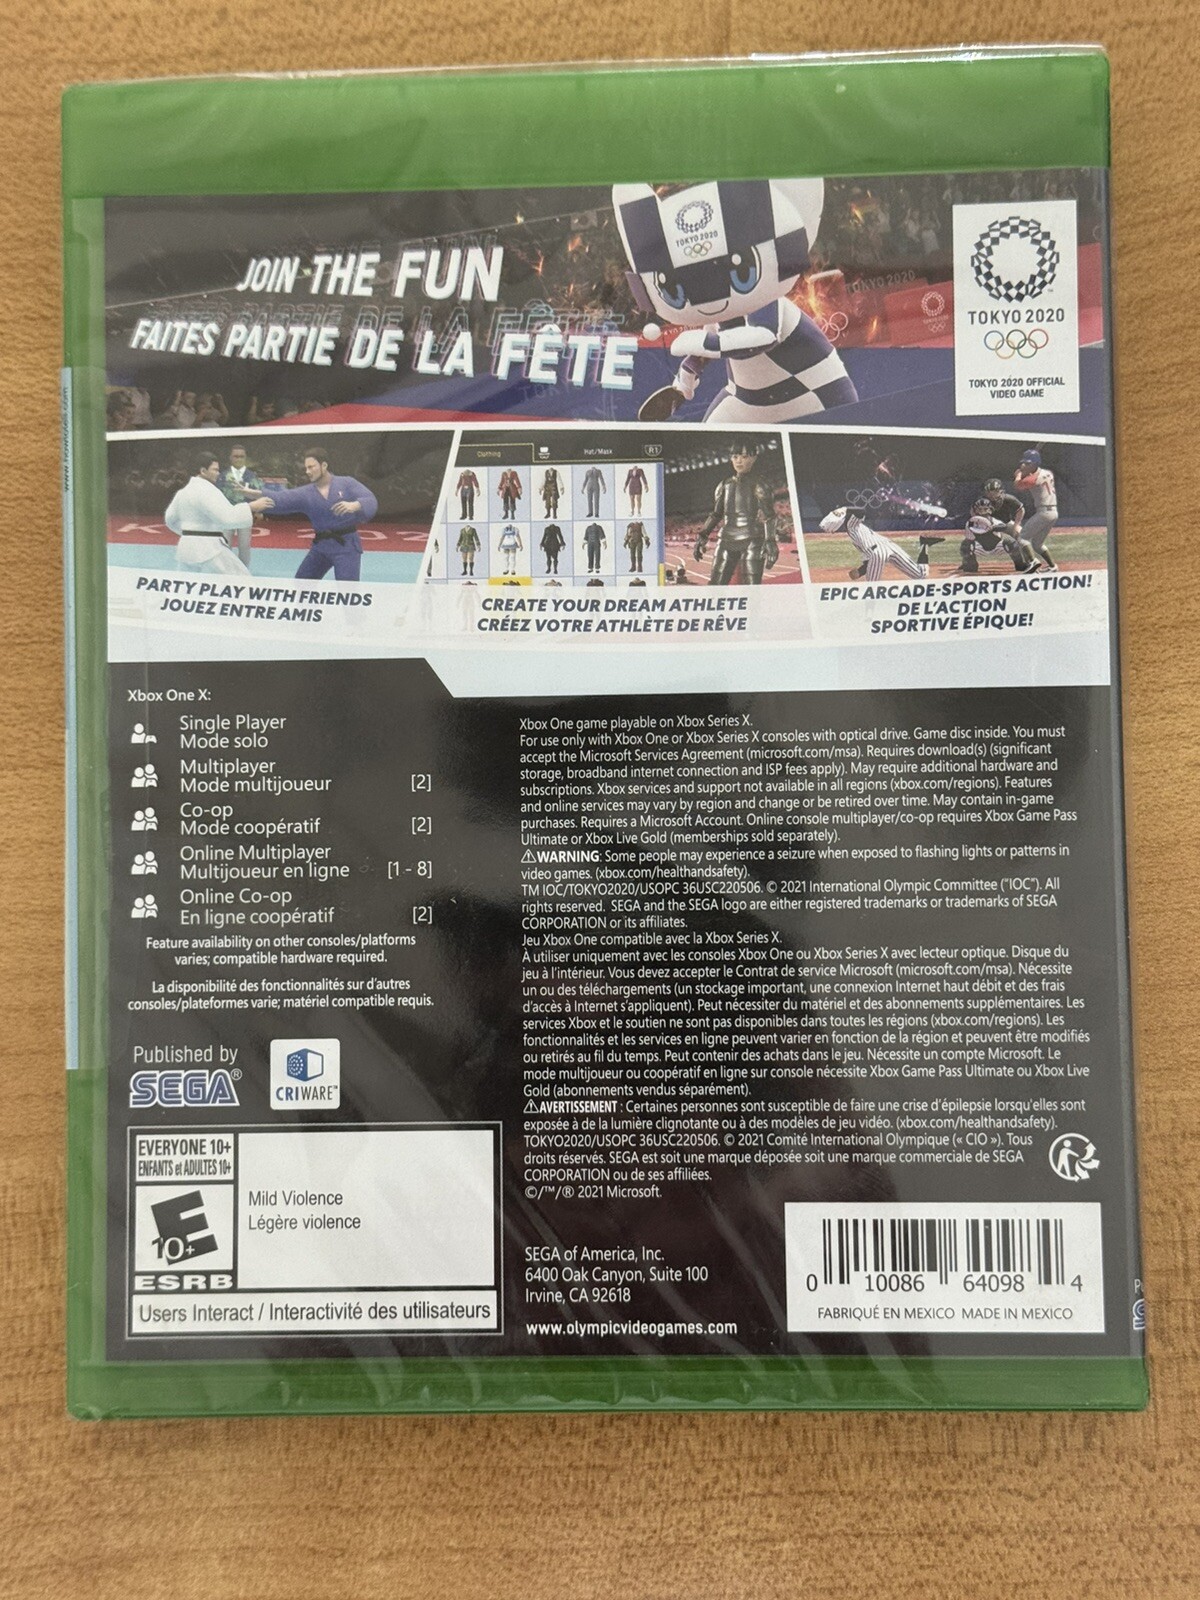 JOIN THE FUN
FAITES PARTIE DE LA FÊTE
TOKYO 2020
TOKYO 2020
TOKYO 2020
TOKYO 2020 OFFICIAL
VIDEO GAME
Clothing
Hat/Mask
R1
PARTY PLAY WITH FRIENDS
JOUEZ ENTRE AMIS
CREATE YOUR DREAM ATHLETE
CRÉEZ VOTRE ATHLÈTE DE RÊVE
EPIC ARCADE-SPORTS ACTION!
DE L'ACTION
SPORTIVE ÉPIQUE!
Xbox One X:
Single Player
Mode solo
Multiplayer
Mode multijoueur [2]
Co-op
Mode coopératif [2]
Online Multiplayer
Multijoueur en ligne [1 - 8]
Online Co-op
En ligne coopératif [2]
Feature availability on other consoles/platforms
varies; compatible hardware required.
La disponibilité des fonctionnalités sur d'autres
consoles/plateformes varie; matériel compatible requis.
Published by
SEGA®
CRIWARE™
EVERYONE 10+
ENFANTS et ADULTES 10+
E
10+
ESRB
Mild Violence
Légère violence
Users Interact / Interactivité des utilisateurs
Xbox One game playable on Xbox Series X.
For use only with Xbox One or Xbox Series X consoles with optical drive. Game disc inside. You must
accept the Microsoft Services Agreement (microsoft.com/msa). Requires download(s) (significant
storage, broadband internet connection and ISP fees apply). May require additional hardware and
subscriptions. Xbox services and support not available in all regions (xbox.com/regions). Features
and online services may vary by region and change or be retired over time. May contain in-game
purchases. Requires a Microsoft Account. Online console multiplayer/co-op requires Xbox Game Pass
Ultimate or Xbox Live Gold (memberships sold separately).
⚠WARNING: Some people may experience a seizure when exposed to flashing lights or patterns in
video games. (xbox.com/healthandsafety).
TM IOC/TOKYO2020/USOPC 36USC220506. © 2021 International Olympic Committee ("IOC"). All
rights reserved. SEGA and the SEGA logo are either registered trademarks or trademarks of SEGA
CORPORATION or its affiliates.
Jeu Xbox One compatible avec la Xbox Series X.
À utiliser uniquement avec les consoles Xbox One ou Xbox Series X avec lecteur optique. Disque du
jeu à l'intérieur. Vous devez accepter le Contrat de service Microsoft (microsoft.com/msa). Nécessite
un ou des téléchargements (un stockage important, une connexion Internet haut débit et des frais
d'accès à Internet s'appliquent). Peut nécessiter du matériel et des abonnements supplémentaires. Les
services Xbox et le soutien ne sont pas disponibles dans toutes les régions (xbox.com/regions). Les
fonctionnalités et les services en ligne peuvent varier en fonction de la région et peuvent être modifiés
ou retirés au fil du temps. Peut contenir des achats dans le jeu. Nécessite un compte Microsoft. Le
mode multijoueur ou coopératif en ligne sur console nécessite Xbox Game Pass Ultimate ou Xbox Live
Gold (abonnements vendus séparément).
⚠AVERTISSEMENT : Certaines personnes sont susceptible de faire une crise d'épilepsie lorsqu'elles sont
exposée à de la lumière clignotante ou à des modèles de jeu vidéo. (xbox.com/healthandsafety).
TOKYO2020/USOPC 36USC220506. © 2021 Comité International Olympique (« CIO »). Tous
droits réservés. SEGA est soit une marque déposée soit une marque commerciale de SEGA
CORPORATION ou de ses affiliées.
©/™/® 2021 Microsoft.
SEGA of America, Inc.
6400 Oak Canyon, Suite 100
Irvine, CA 92618
www.olympicvideogames.com
0 10086 64098 4
FABRIQUÉ EN MEXICO MADE IN MEXICO